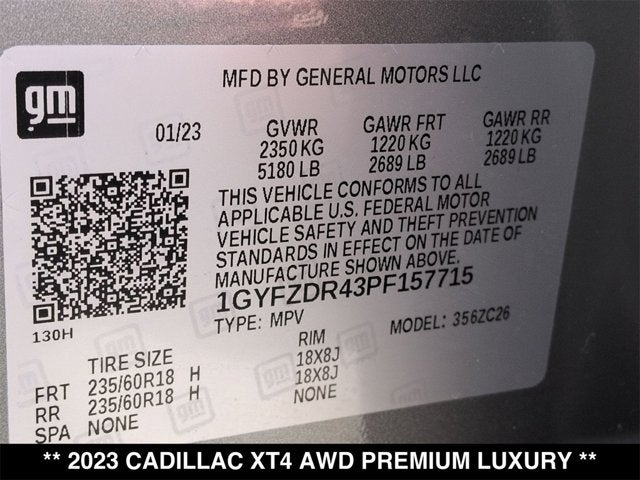 gm
MFD BY GENERAL MOTORS LLC
01/23
GVWR GAWR FRT GAWR RR
2350 KG 1220 KG 1220 KG
5180 LB 2689 LB 2689 LB
THIS VEHICLE CONFORMS TO ALL
APPLICABLE U.S. FEDERAL MOTOR
VEHICLE SAFETY AND THEFT PREVENTION
STANDARDS IN EFFECT ON THE DATE OF
MANUFACTURE SHOWN ABOVE.
1GYFZDR43PF157715
TYPE: MPV MODEL: 356ZC26
130H
TIRE SIZE RIM
FRT 235/60R18 H 18X8J
RR 235/60R18 H 18X8J
SPA NONE NONE
** 2023 CADILLAC XT4 AWD PREMIUM LUXURY **